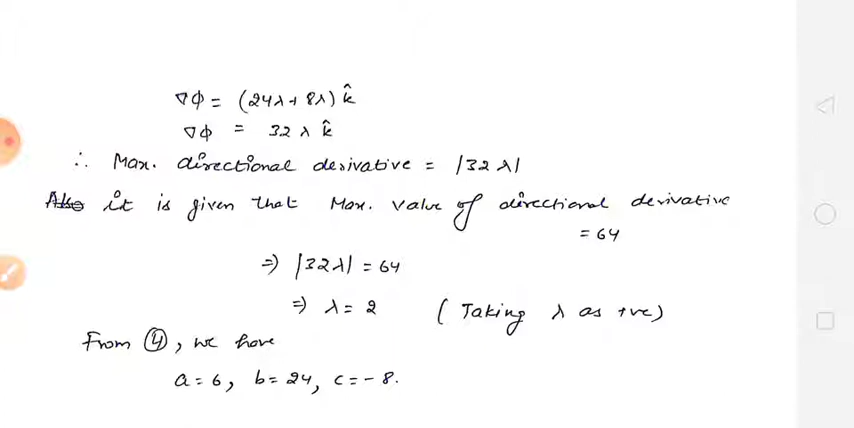 ∇ϕ = (24λ + 8λ) k̂
∇ϕ = 32 λ k̂
∴ Max. directional derivative = |32 λ|
Also it is given that Max. value of directional derivative
= 64
⇒ |32λ| = 64
⇒ λ = 2 ( Taking λ as +ve)
From ④, we have
a = 6, b = 24, c = - 8.